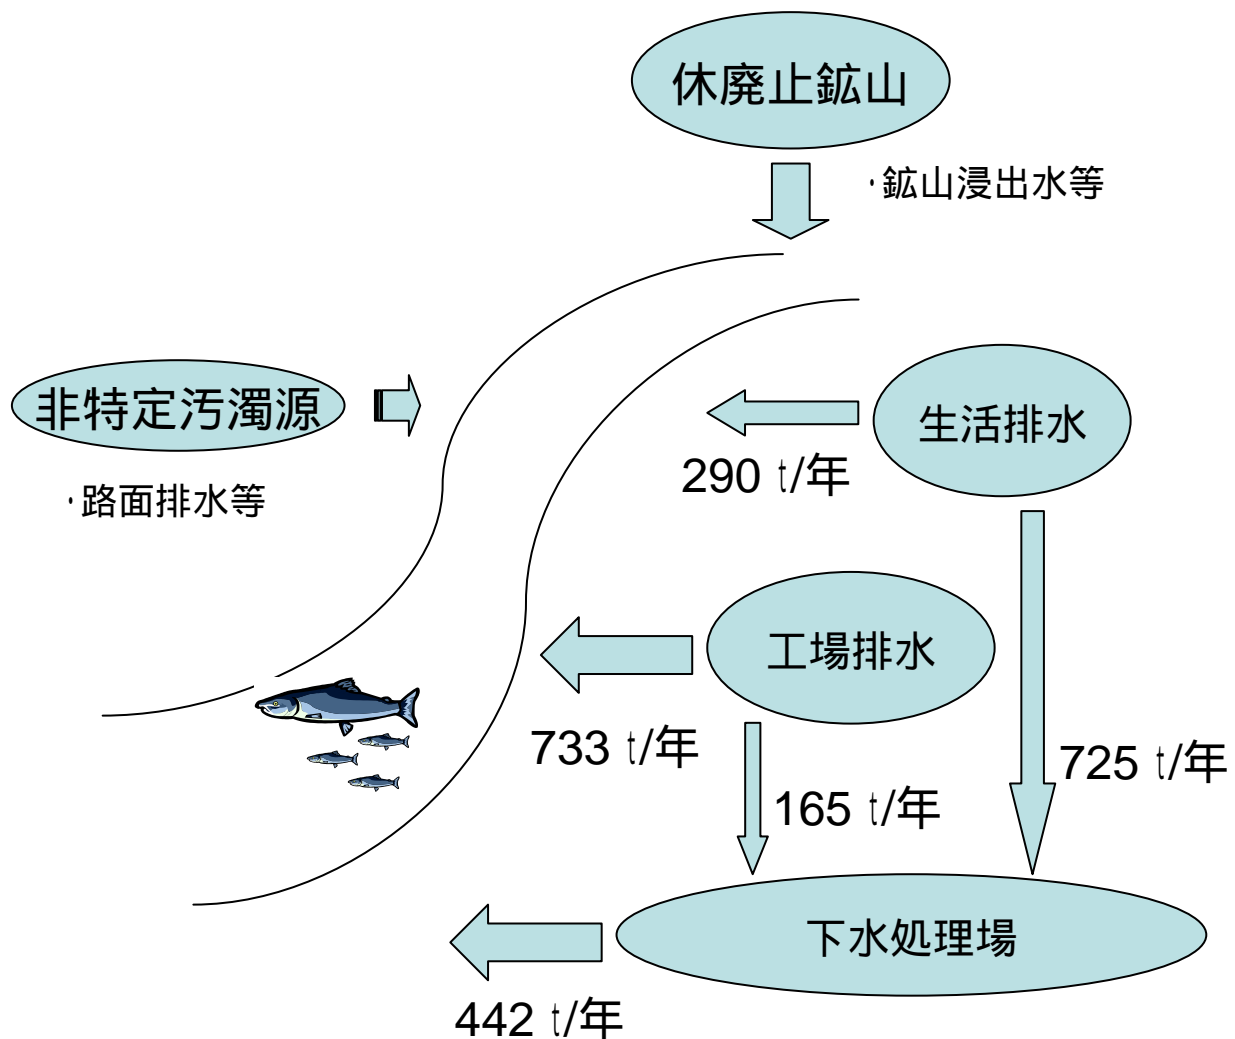 休廃止鉱山
・鉱山浸出水等
非特定汚濁源
・路面排水等
生活排水
290 t/年
工場排水
733 t/年
725 t/年
165 t/年
下水処理場
442 t/年